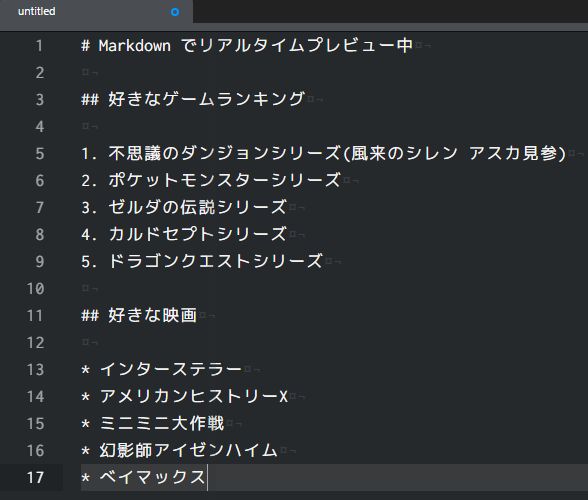 untitled
1 # Markdown でリアルタイムプレビュー中
2
3 ## 好きなゲームランキング
4
5 1. 不思議のダンジョンシリーズ(風来のシレン アスカ見参)
6 2. ポケットモンスターシリーズ
7 3. ゼルダの伝説シリーズ
8 4. カルドセプトシリーズ
9 5. ドラゴンクエストシリーズ
10
11 ## 好きな映画
12
13 * インターステラー
14 * アメリカンヒストリーX
15 * ミニミニ大作戦
16 * 幻影師アイゼンハイム
17 * ベイマックス